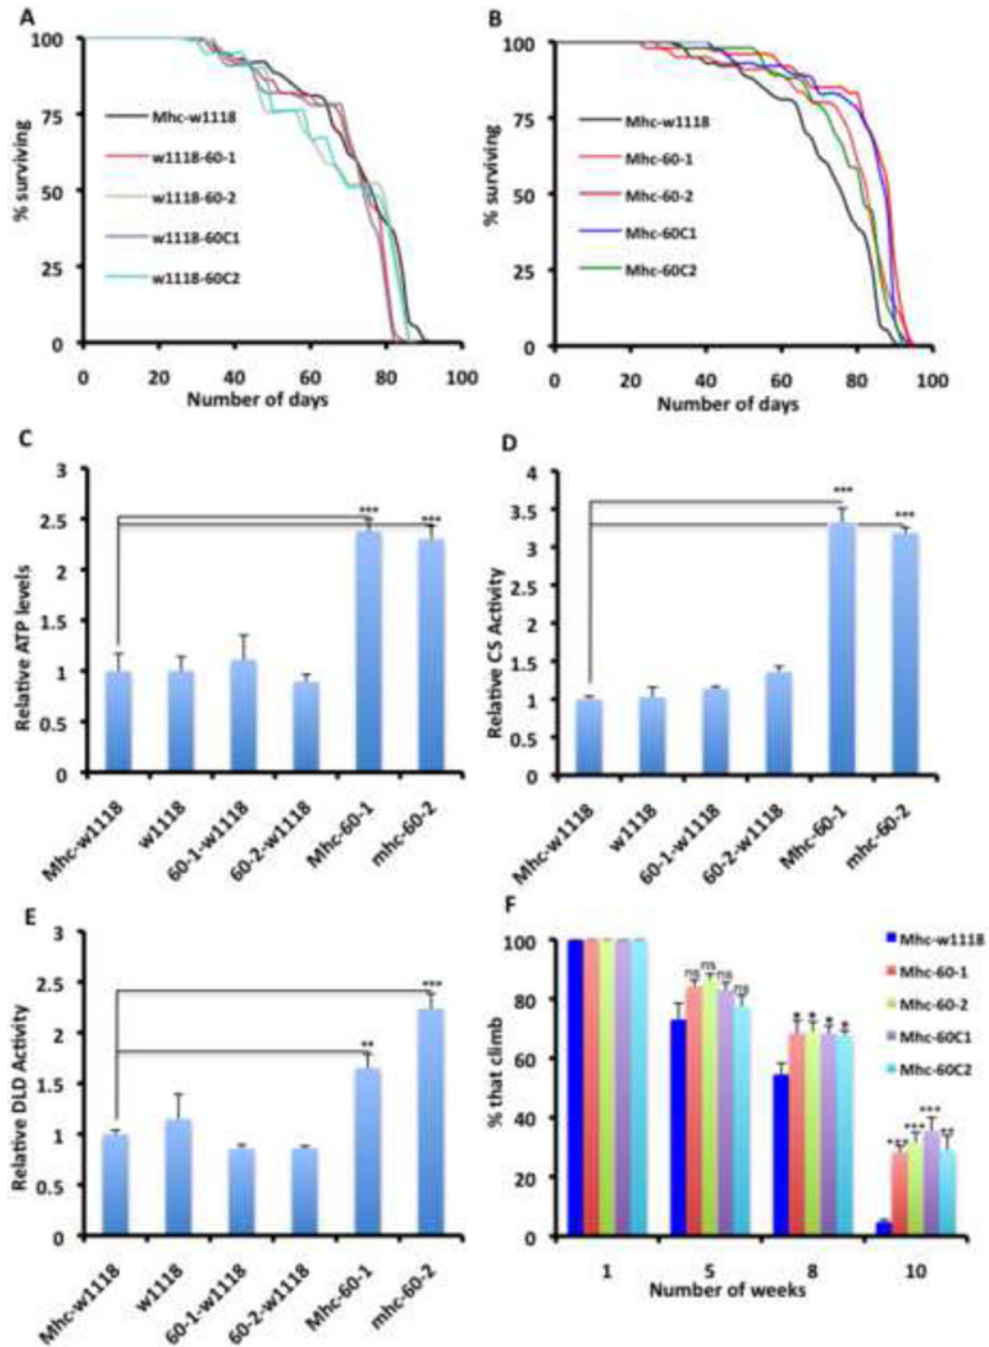 A
% surviving
100
75
50
25
0
Mhc-w1118
w1118-60-1
w1118-60-2
w1118-60C1
w1118-60C2
0 20 40 60 80 100
Number of days
B
% surviving
100
75
50
25
0
Mhc-w1118
Mhc-60-1
Mhc-60-2
Mhc-60C1
Mhc-60C2
0 20 40 60 80 100
Number of days
C
Relative ATP levels
3
2.5
2
1.5
1
0.5
0
*** ***
Mhc-w1118
w1118
60-1-w1118
60-2-w1118
Mhc-60-1
mhc-60-2
D
Relative CS Activity
4
3.5
3
2.5
2
1.5
1
0.5
0
*** ***
Mhc-w1118
w1118
60-1-w1118
60-2-w1118
Mhc-60-1
mhc-60-2
E
Relative DLD Activity
3
2.5
2
1.5
1
0.5
0
** ***
Mhc-w1118
w1118
60-1-w1118
60-2-w1118
Mhc-60-1
mhc-60-2
F
% that climb
100
80
60
40
20
0
ns ns ns ns
* * * *
*** *** *** **
Mhc-w1118
Mhc-60-1
Mhc-60-2
Mhc-60C1
Mhc-60C2
1 5 8 10
Number of weeks